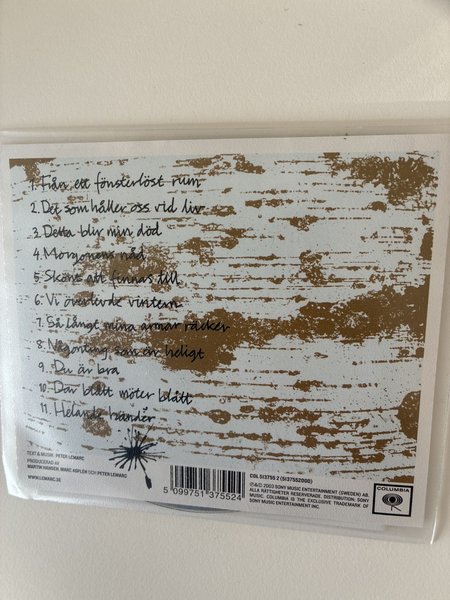 1. Från ett fönsterlöst rum
2. Det som håller oss vid liv
3. Detta blir min död
4. Morgonens nåd
5. Skönt att finnas till
6. Vi överlevde vintern
7. Så långt mina armar räcker
8. Någonting som är heligt
9. Du är bra
10. Där blått möter blått
11. Helande händer
TEXT & MUSIK: PETER LEMARC
PRODUCERAD AV
MARTIN HANSEN, MARC ASPLER OCH PETER LEMARC
WWW.LEMARC.SE
5 099751 375524
COL 513755 2 (5137552000)
℗ & © 2003 SONY MUSIC ENTERTAINMENT (SWEDEN) AB.
ALLA RÄTTIGHETER RESERVERADE. DISTRIBUTION: SONY
MUSIC. COLUMBIA IS THE EXCLUSIVE TRADEMARK OF
SONY MUSIC ENTERTAINMENT INC.
COLUMBIA